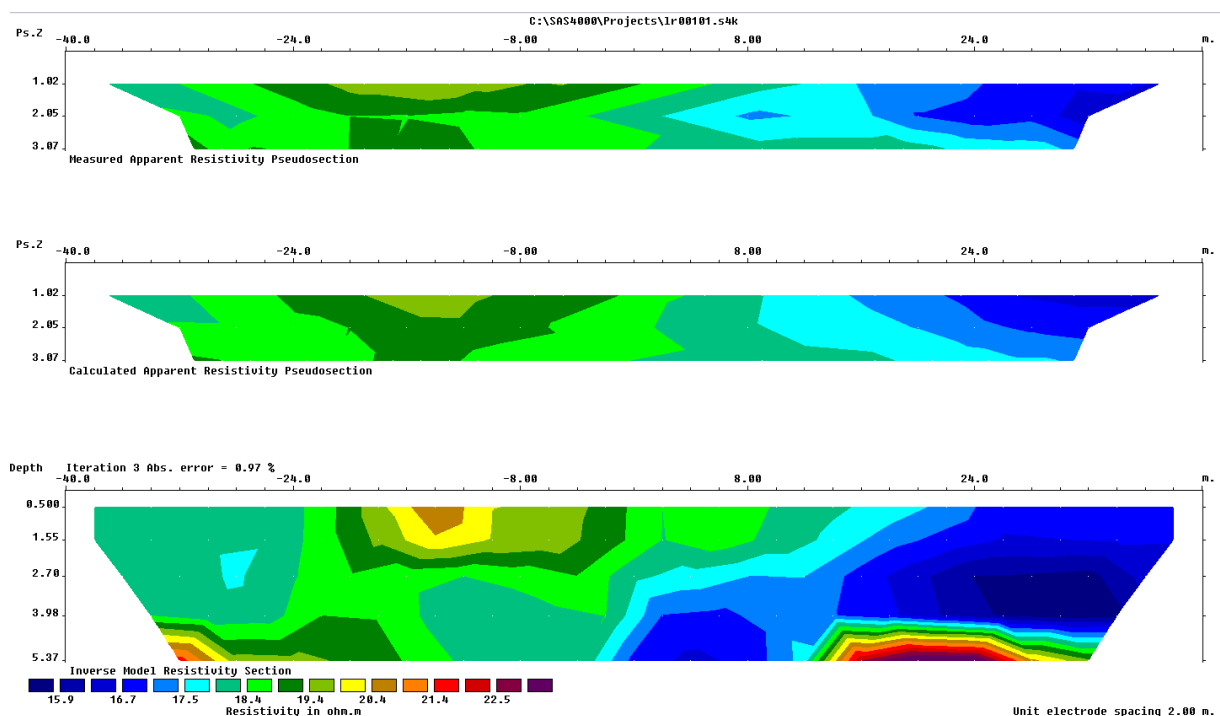 C:\SAS4000\Projects\lr00101.s4k
Ps.Z -40.0 -24.0 -8.00 8.00 24.0 m.
1.02
2.05
3.07
Measured Apparent Resistivity Pseudosection
Ps.Z -40.0 -24.0 -8.00 8.00 24.0 m.
1.02
2.05
3.07
Calculated Apparent Resistivity Pseudosection
Depth Iteration 3 Abs. error = 0.97 %
-40.0 -24.0 -8.00 8.00 24.0 m.
0.500
1.55
2.70
3.98
5.37
Inverse Model Resistivity Section
15.9 16.7 17.5 18.4 19.4 20.4 21.4 22.5
Resistivity in ohm.m Unit electrode spacing 2.00 m.